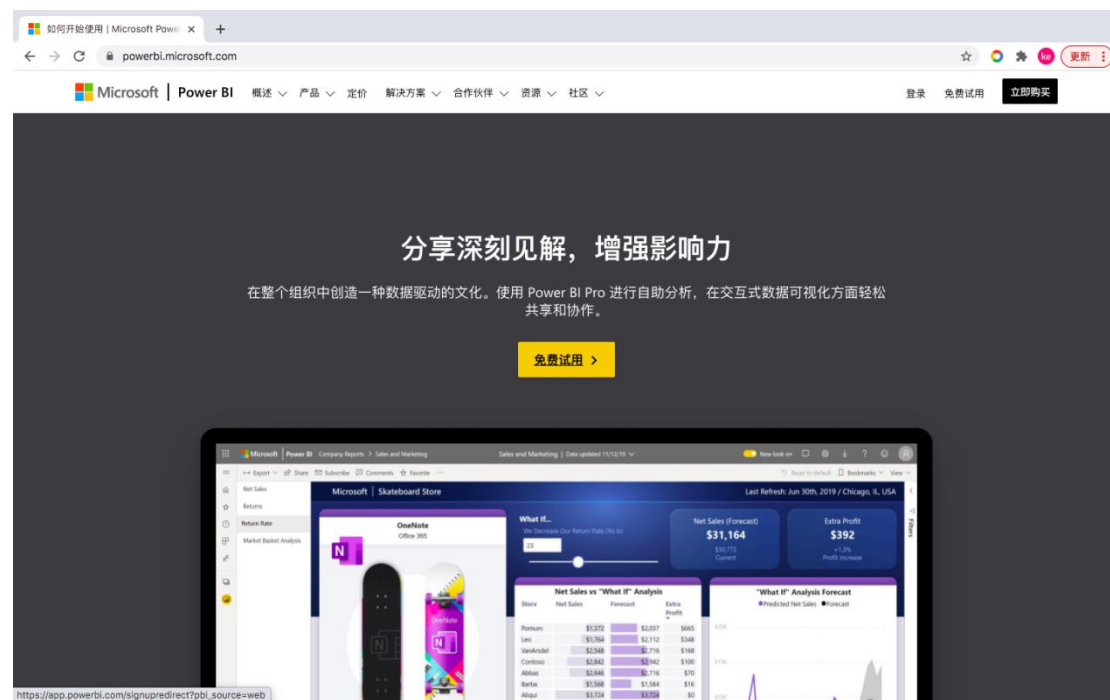 如何开始使用 | Microsoft Powe
powerbi.microsoft.com
ke
更新
Microsoft | Power BI 概述 产品 定价 解决方案 合作伙伴 资源 社区 登录 免费试用 立即购买
分享深刻见解，增强影响力
在整个组织中创造一种数据驱动的文化。使用 Power BI Pro 进行自助分析，在交互式数据可视化方面轻松
共享和协作。
免费试用 >
Microsoft | Power BI Company Reports > Sales and Marketing Sales and Marketing | Data updated 11/12/19 New look on
Export Share Subscribe Comments Favorite Reset to default Bookmarks View
Net Sales
Returns
Return Rate
Market Basket Analysis
Microsoft | Skateboard Store Last Refresh: Jun 30th, 2019 / Chicago, IL, USA
Filters
OneNote
Office 365
What If...
We Decrease Our Return Rate (%) to:
23
Net Sales (Forecast)
$31,164
$30,772
Current
Extra Profit
$392
+1.3%
Profit Increase
OneNote
Net Sales vs "What If" Analysis
Store Net Sales Forecast Extra
Profit
Pomum $1,372 $2,037 $665
Leo $1,764 $2,112 $348
VanArsdel $2,548 $2,716 $168
Contoso $2,842 $2,942 $100
Abbas $2,646 $2,716 $70
Barba $1,568 $1,584 $16
Aliqui $3,724 $3,724 $0
"What If" Analysis Forecast
Predicted Net Sales Forecast
https://app.powerbi.com/signupredirect?pbi_source=web